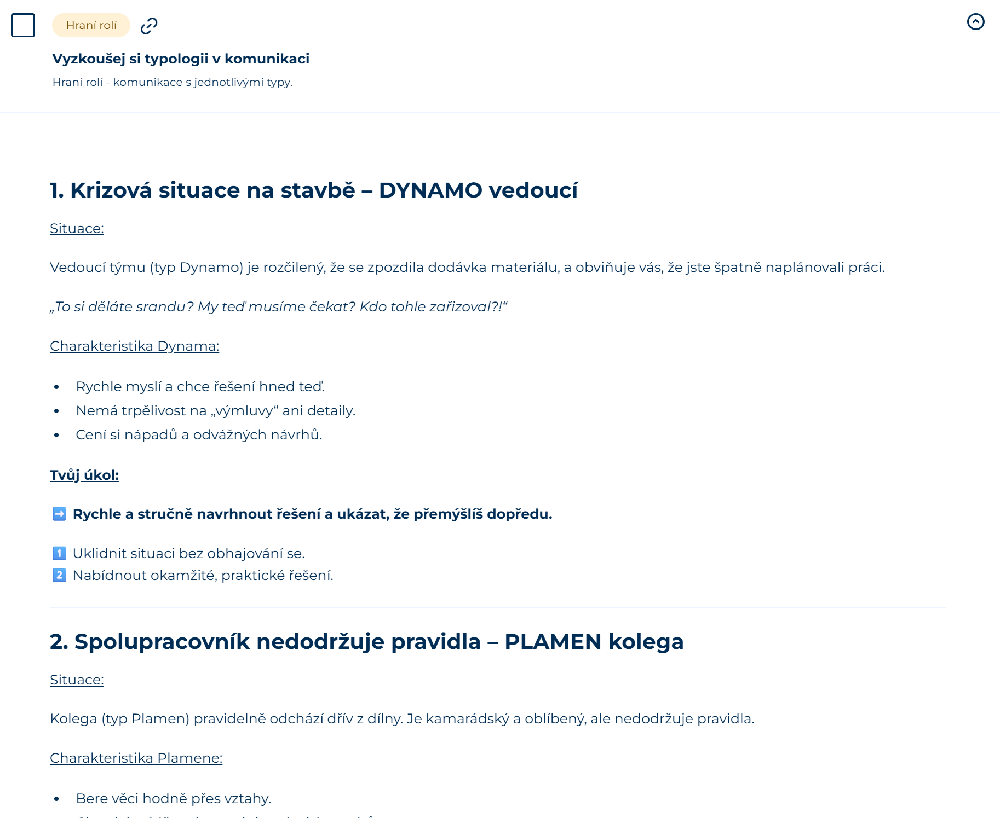 Hraní rolí
Vyzkoušej si typologii v komunikaci
Hraní rolí - komunikace s jednotlivými typy.
1. Krizová situace na stavbě – DYNAMO vedoucí
Situace:
Vedoucí týmu (typ Dynamo) je rozčilený, že se zpozdila dodávka materiálu, a obviňuje vás, že jste špatně naplánovali práci.
„To si děláte srandu? My teď musíme čekat? Kdo tohle zařizoval?!“
Charakteristika Dynama:
• Rychle myslí a chce řešení hned teď.
• Nemá trpělivost na „výmluvy“ ani detaily.
• Cení si nápadů a odvážných návrhů.
Tvůj úkol:
➡️ Rychle a stručně navrhnout řešení a ukázat, že přemýšlíš dopředu.
1️⃣ Uklidnit situaci bez obhajování se.
2️⃣ Nabídnout okamžité, praktické řešení.
2. Spolupracovník nedodržuje pravidla – PLAMEN kolega
Situace:
Kolega (typ Plamen) pravidelně odchází dřív z dílny. Je kamarádský a oblíbený, ale nedodržuje pravidla.
Charakteristika Plamene:
• Bere věci hodně přes vztahy.